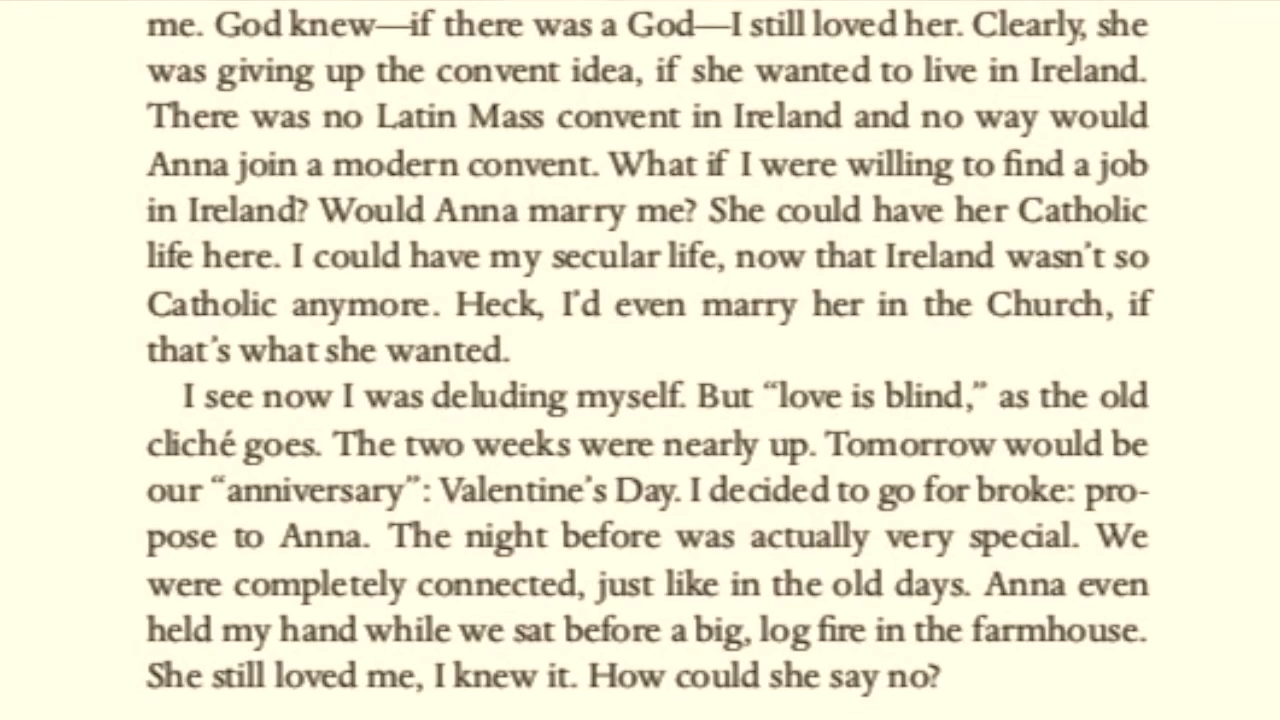 me. God knew—if there was a God—I still loved her. Clearly, she
was giving up the convent idea, if she wanted to live in Ireland.
There was no Latin Mass convent in Ireland and no way would
Anna join a modern convent. What if I were willing to find a job
in Ireland? Would Anna marry me? She could have her Catholic
life here. I could have my secular life, now that Ireland wasn’t so
Catholic anymore. Heck, I’d even marry her in the Church, if
that’s what she wanted.
I see now I was deluding myself. But “love is blind,” as the old
cliché goes. The two weeks were nearly up. Tomorrow would be
our “anniversary”: Valentine’s Day. I decided to go for broke: pro-
pose to Anna. The night before was actually very special. We
were completely connected, just like in the old days. Anna even
held my hand while we sat before a big, log fire in the farmhouse.
She still loved me, I knew it. How could she say no?